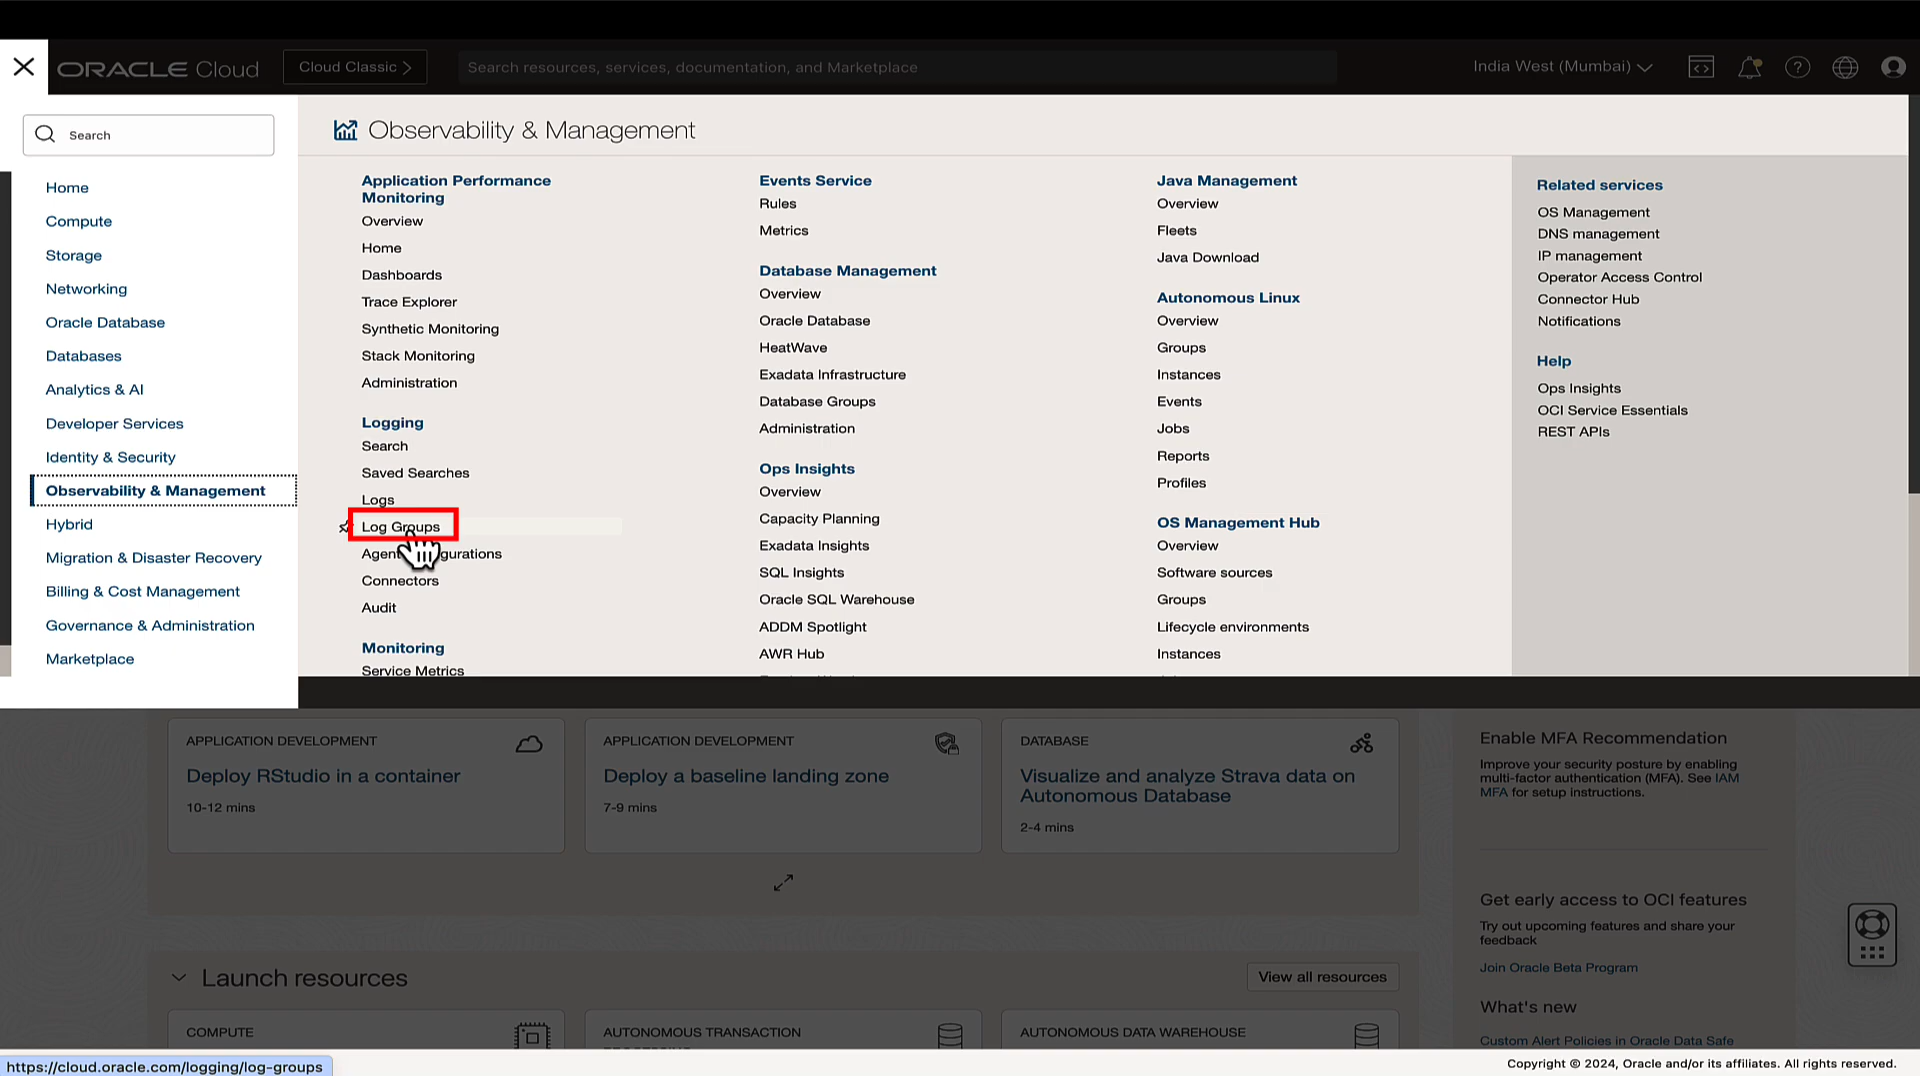 ORACLE Cloud
Cloud Classic
Search resources, services, documentation, and Marketplace
India West (Mumbai)
Search
Home
Compute
Storage
Networking
Oracle Database
Databases
Analytics & AI
Developer Services
Identity & Security
Observability & Management
Hybrid
Migration & Disaster Recovery
Billing & Cost Management
Governance & Administration
Marketplace
Observability & Management
Application Performance
Monitoring
Overview
Home
Dashboards
Trace Explorer
Synthetic Monitoring
Stack Monitoring
Administration
Logging
Search
Saved Searches
Logs
Log Groups
Connectors
Audit
Monitoring
Service Metrics
Events Service
Rules
Metrics
Database Management
Overview
Oracle Database
HeatWave
Exadata Infrastructure
Database Groups
Administration
Ops Insights
Overview
Capacity Planning
Exadata Insights
SQL Insights
Oracle SQL Warehouse
ADDM Spotlight
AWR Hub
Java Management
Overview
Fleets
Java Download
Autonomous Linux
Overview
Groups
Instances
Events
Jobs
Reports
Profiles
OS Management Hub
Overview
Software sources
Groups
Lifecycle environments
Instances
Related services
OS Management
DNS management
IP management
Operator Access Control
Connector Hub
Notifications
Help
Ops Insights
OCI Service Essentials
REST APIs
APPLICATION DEVELOPMENT
Deploy RStudio in a container
10-12 mins
APPLICATION DEVELOPMENT
Deploy a baseline landing zone
7-9 mins
DATABASE
Visualize and analyze Strava data on
Autonomous Database
2-4 mins
Enable MFA Recommendation
Improve your security posture by enabling
multi-factor authentication (MFA). See IAM
MFA for setup instructions.
Get early access to OCI features
Try out upcoming features and share your
feedback
Join Oracle Beta Program
What's new
Custom Alert Policies in Oracle Data Safe
Launch resources
View all resources
COMPUTE
AUTONOMOUS TRANSACTION
AUTONOMOUS DATA WAREHOUSE
https://cloud.oracle.com/logging/log-groups
Copyright © 2024, Oracle and/or its affiliates. All rights reserved.